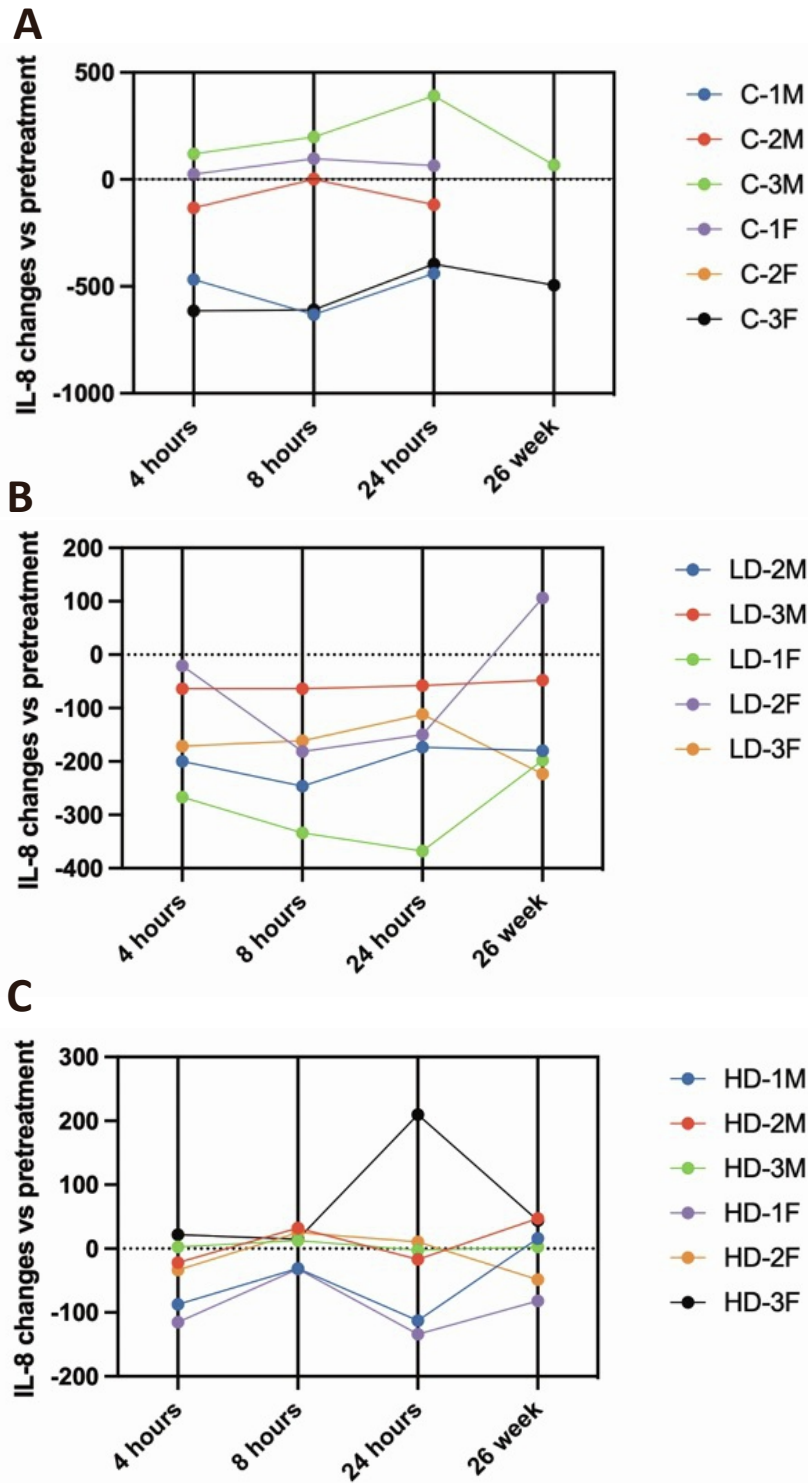 A
IL-8 changes vs pretreatment
500
0
-500
-1000
4 hours
8 hours
24 hours
26 week
C-1M
C-2M
C-3M
C-1F
C-2F
C-3F
B
IL-8 changes vs pretreatment
200
100
0
-100
-200
-300
-400
4 hours
8 hours
24 hours
26 week
LD-2M
LD-3M
LD-1F
LD-2F
LD-3F
C
IL-8 changes vs pretreatment
300
200
100
0
-100
-200
4 hours
8 hours
24 hours
26 week
HD-1M
HD-2M
HD-3M
HD-1F
HD-2F
HD-3F